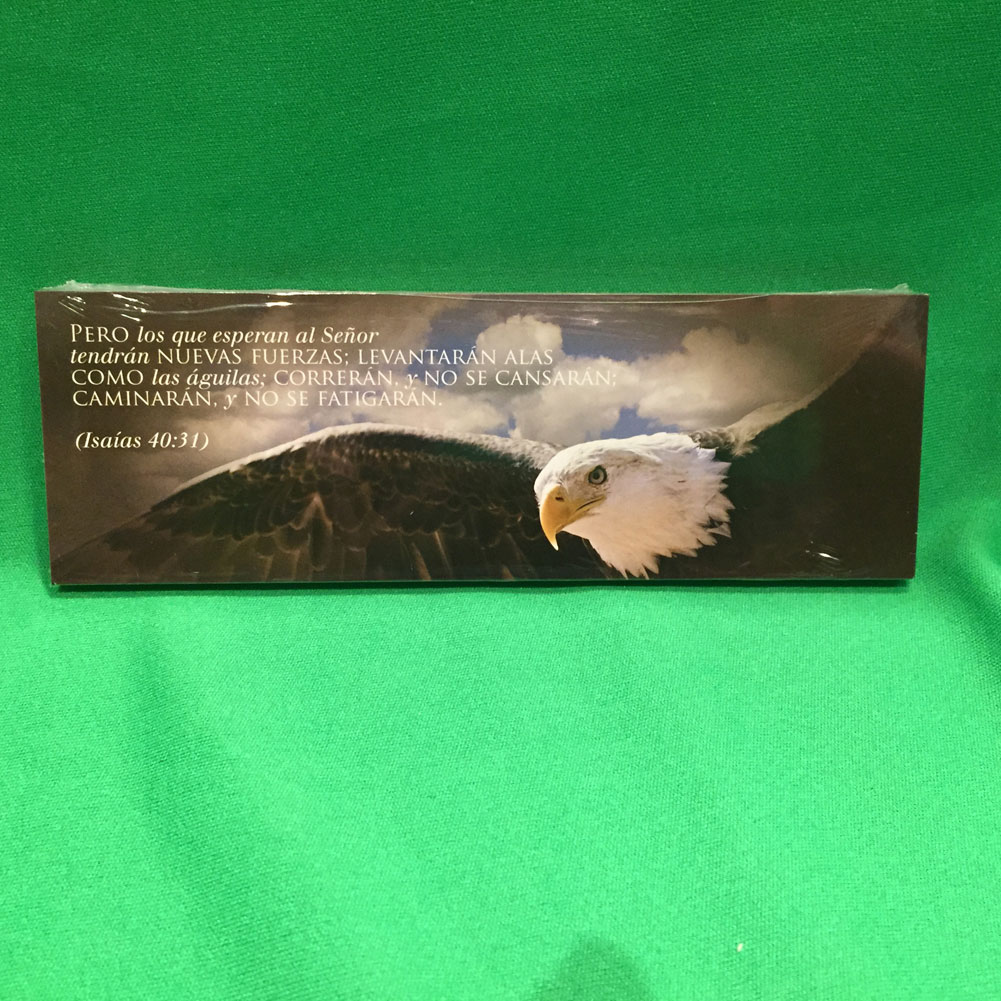 PERO los que esperan al Señor
tendrán NUEVAS FUERZAS; LEVANTARÁN ALAS
COMO las águilas; CORRERÁN, y NO SE CANSARÁN;
CAMINARÁN, y NO SE FATIGARÁN.
(Isaías 40:31)